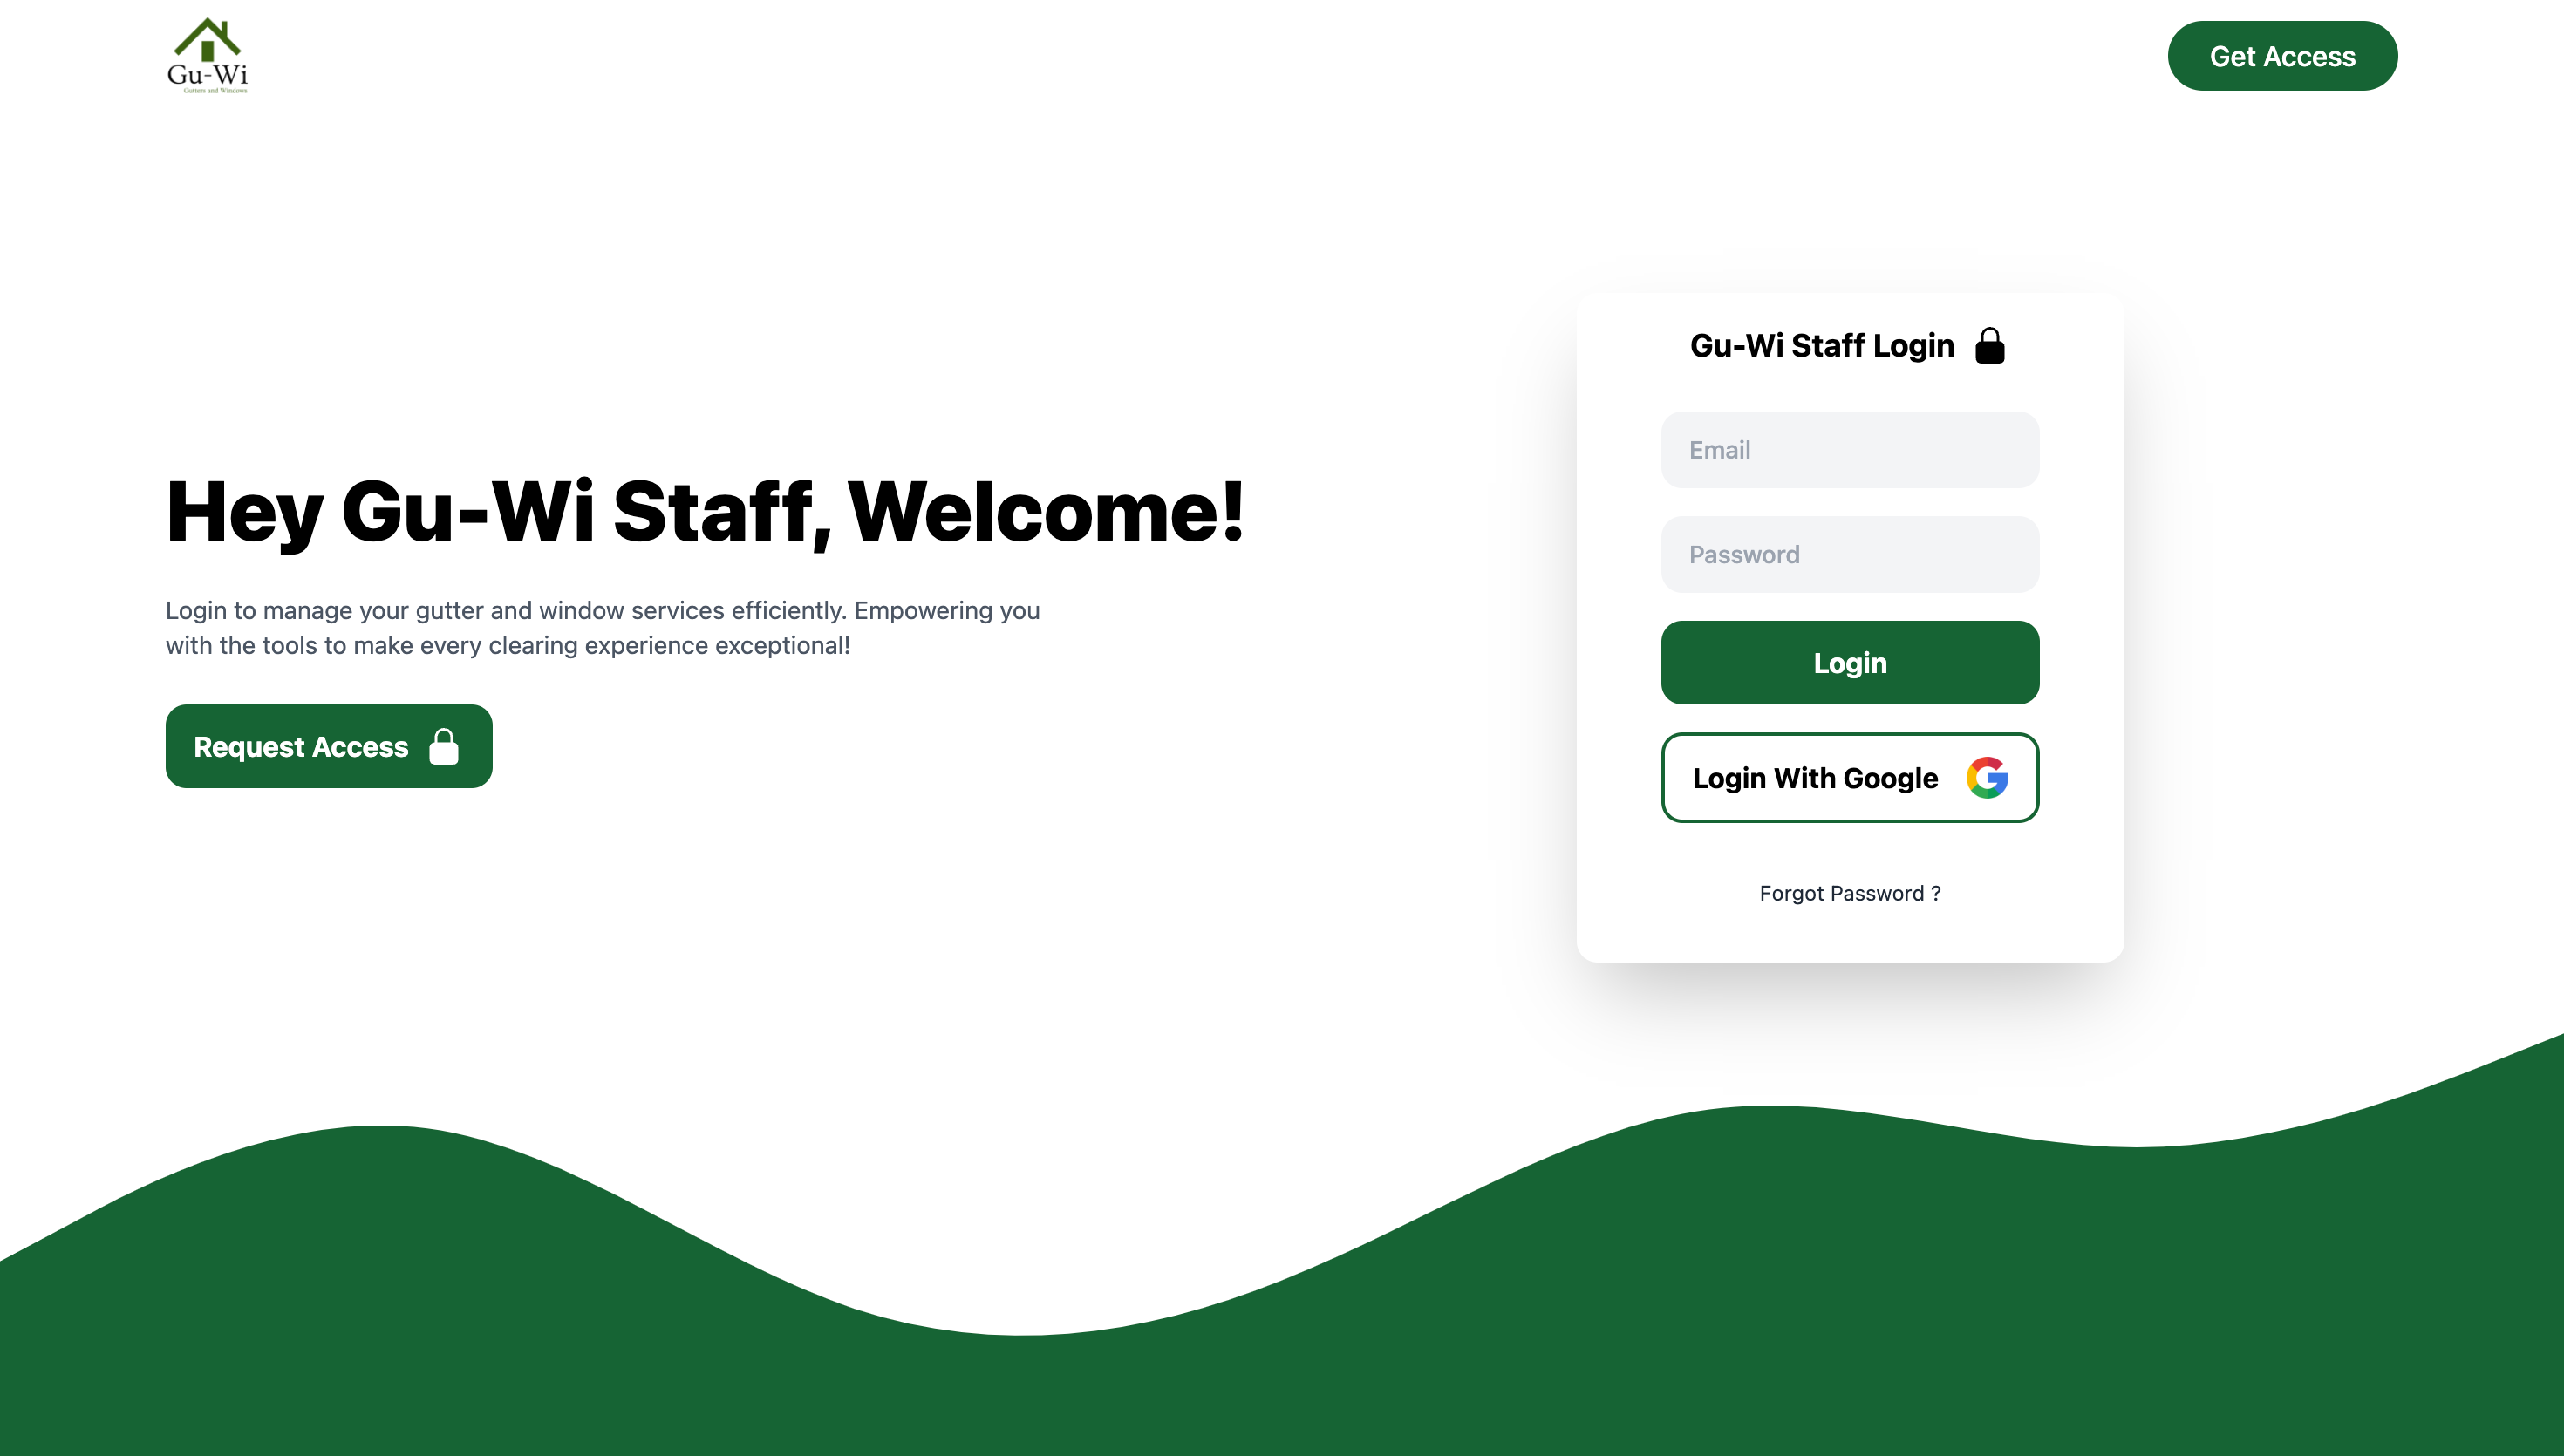 Gu-Wi
Gutters and Windows
Get Access
Hey Gu-Wi Staff, Welcome!
Login to manage your gutter and window services efficiently. Empowering you
with the tools to make every clearing experience exceptional!
Request Access
Gu-Wi Staff Login
Email
Password
Login
Login With Google
Forgot Password ?